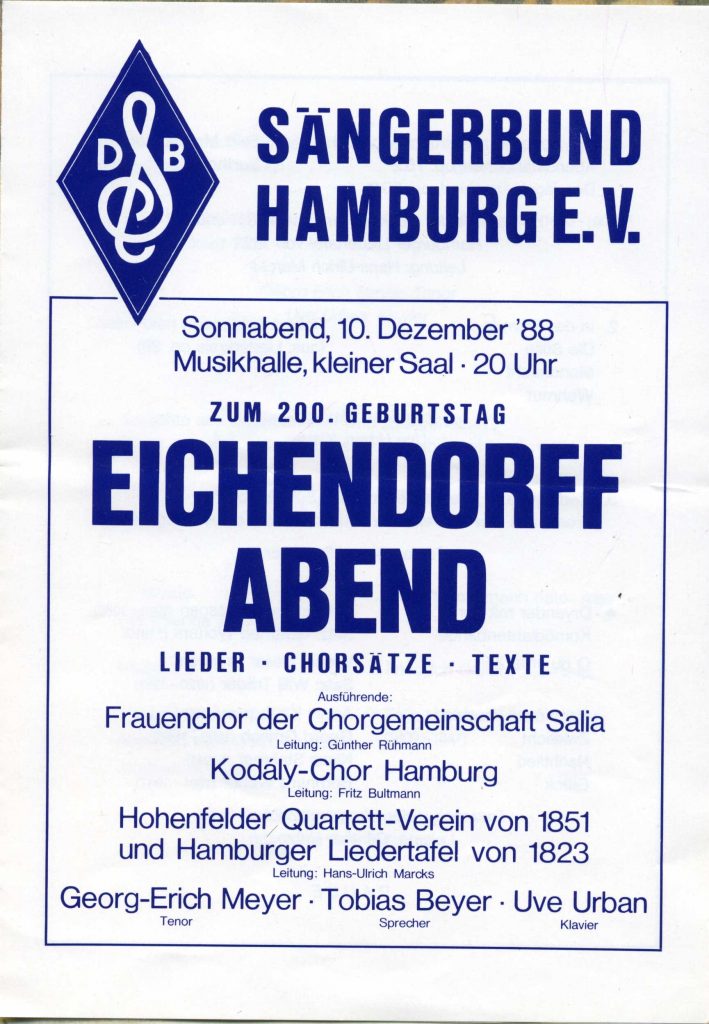 D B
SÄNGERBUND
HAMBURG E.V.
Sonnabend, 10. Dezember '88
Musikhalle, kleiner Saal · 20 Uhr
ZUM 200. GEBURTSTAG
EICHENDORFF
ABEND
LIEDER · CHORSÄTZE · TEXTE
Ausführende:
Frauenchor der Chorgemeinschaft Salia
Leitung: Günther Rühmann
Kodály-Chor Hamburg
Leitung: Fritz Bultmann
Hohenfelder Quartett-Verein von 1851
und Hamburger Liedertafel von 1823
Leitung: Hans-Ulrich Marcks
Georg-Erich Meyer · Tobias Beyer · Uve Urban
Tenor Sprecher Klavier